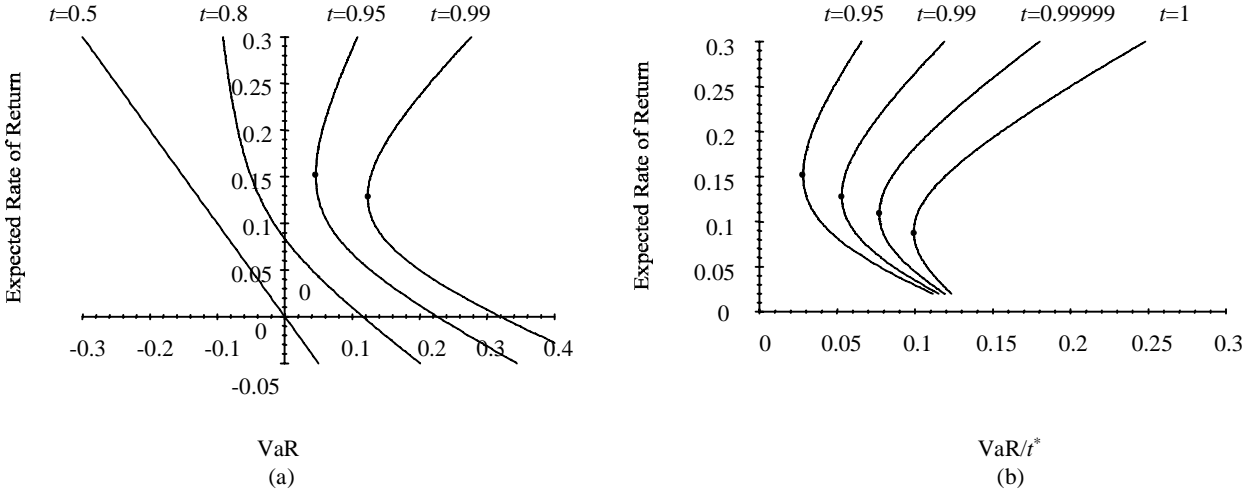 t=0.5 t=0.8 t=0.95 t=0.99
Expected Rate of Return
0.3
0.25
0.2
0.15
0.1
0.05
0
0
-0.3 -0.2 -0.1 0.1 0.2 0.3 0.4
-0.05
VaR
(a)
t=0.95 t=0.99 t=0.99999 t=1
Expected Rate of Return
0.3
0.25
0.2
0.15
0.1
0.05
0
0 0.05 0.1 0.15 0.2 0.25 0.3
VaR/t*
(b)